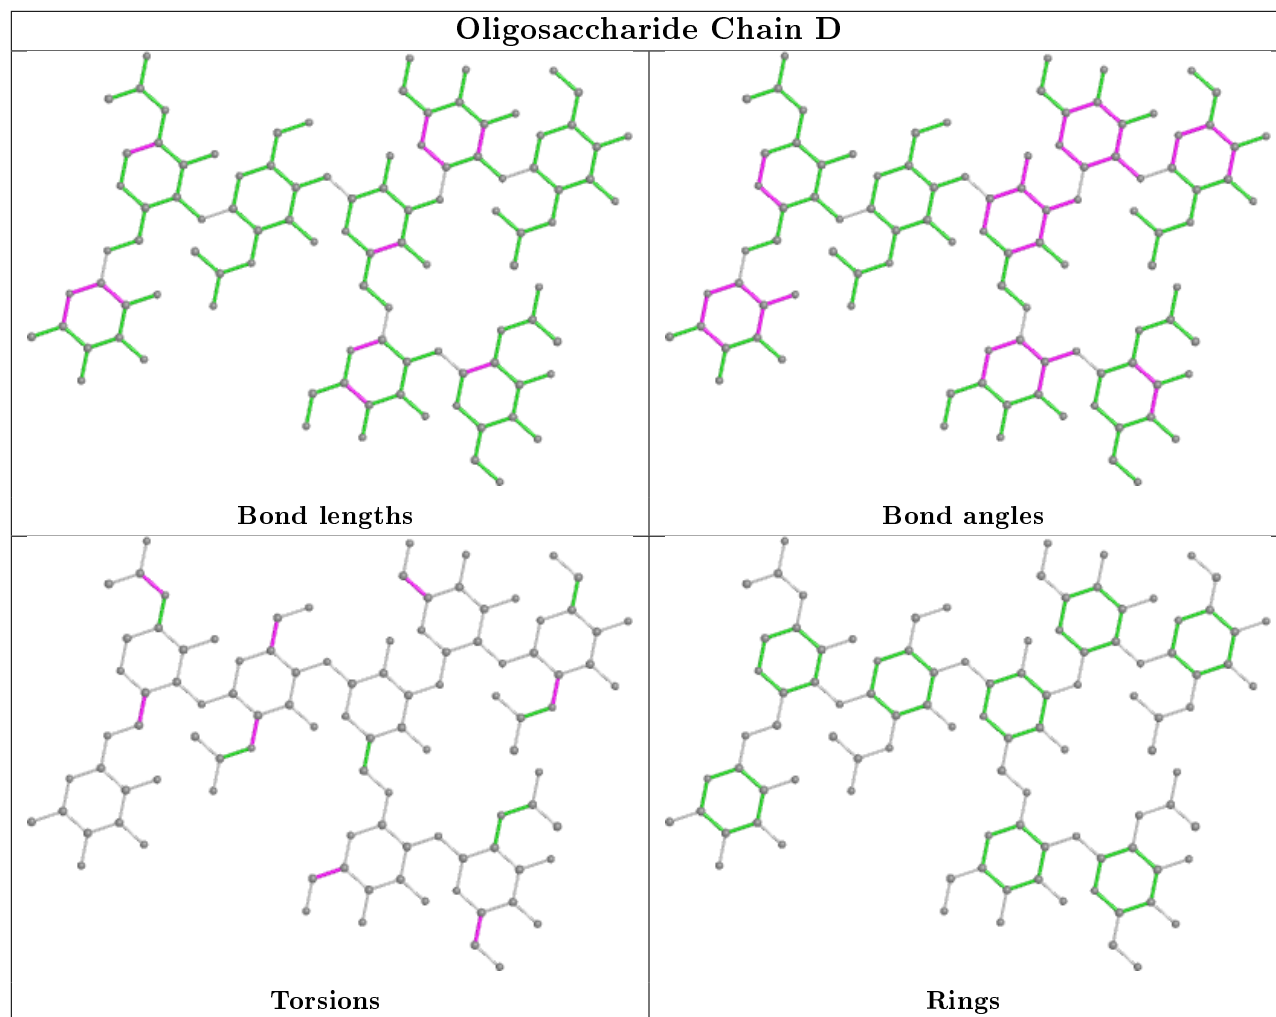 Oligosaccharide Chain D
Bond lengths
Bond angles
Torsions
Rings